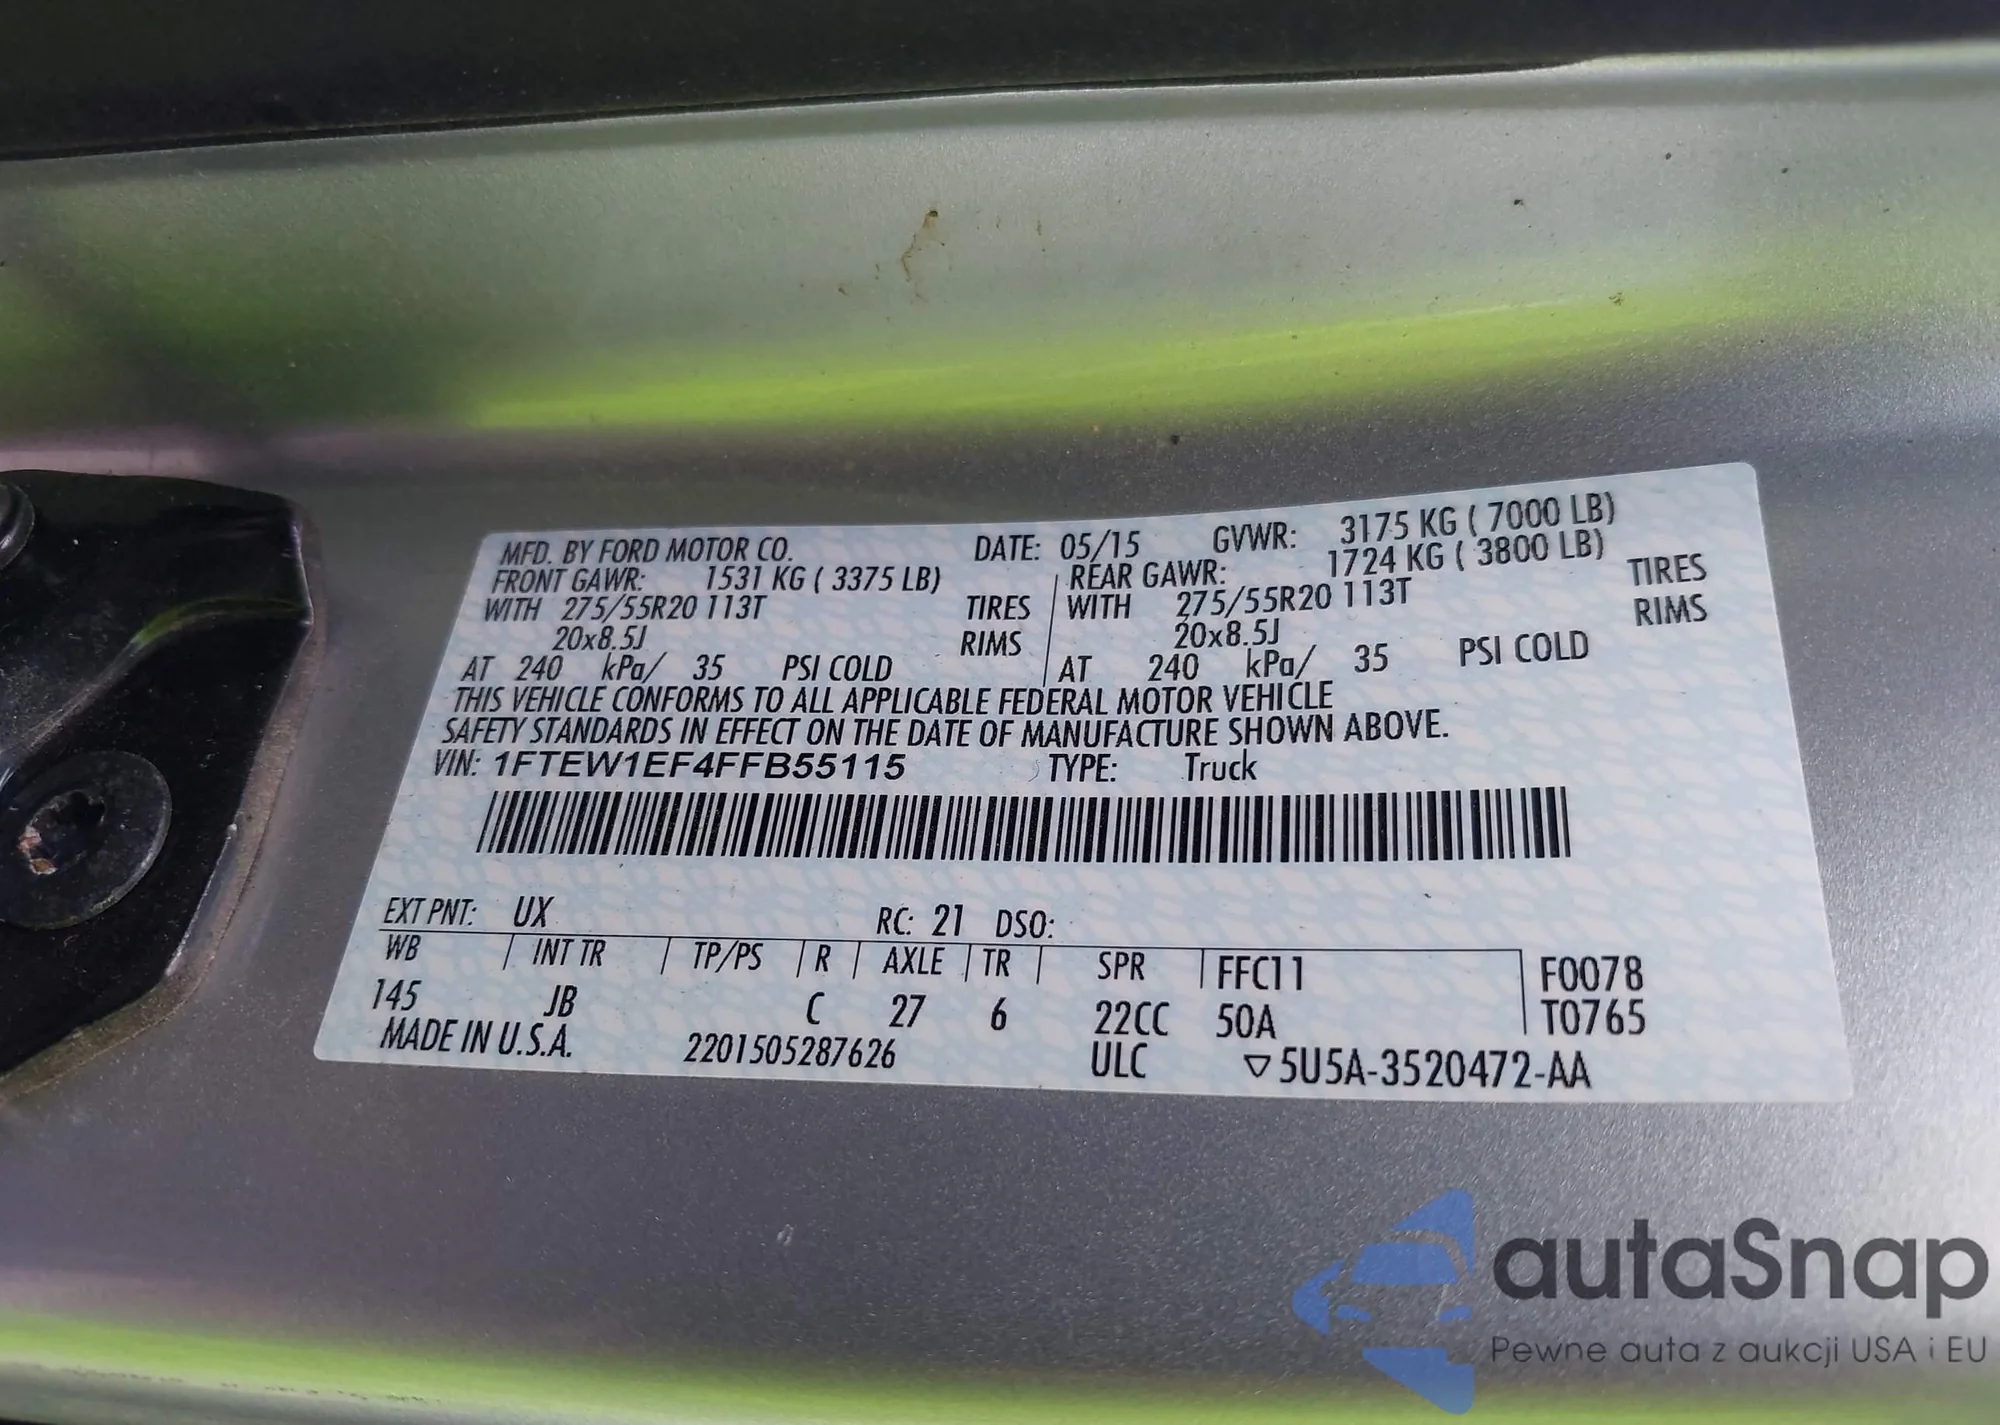 MFD. BY FORD MOTOR CO. DATE: 05/15 GVWR: 3175 KG ( 7000 LB)
FRONT GAWR: 1531 KG ( 3375 LB) REAR GAWR: 1724 KG ( 3800 LB)
WITH 275/55R20 113T TIRES WITH 275/55R20 113T TIRES
20x8.5J RIMS 20x8.5J RIMS
AT 240 kPa/ 35 PSI COLD AT 240 kPa/ 35 PSI COLD
THIS VEHICLE CONFORMS TO ALL APPLICABLE FEDERAL MOTOR VEHICLE
SAFETY STANDARDS IN EFFECT ON THE DATE OF MANUFACTURE SHOWN ABOVE.
VIN: 1FTEW1EF4FFB55115 TYPE: Truck
EXT PNT: UX RC: 21 DSO:
WB INT TR TP/PS R AXLE TR SPR FFC11 F0078
145 JB C 27 6 22CC 50A T0765
MADE IN U.S.A. 2201505287626 ULC ▽5U5A-3520472-AA
autaSnap
Pewne auta z aukcji USA i EU